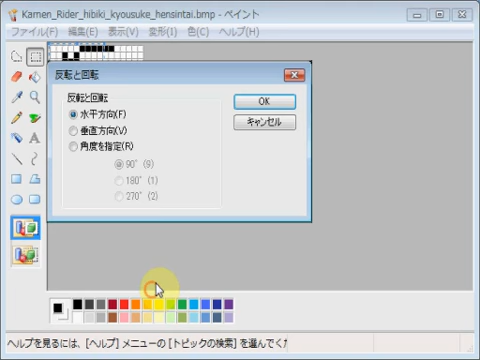 Kamen_Rider_hibiki_kyousuke_hensintai.bmp - ペイント
ファイル(F) 編集(E) 表示(V) 変形(I) 色(C) ヘルプ(H)
反転と回転
反転と回転
水平方向(F)
垂直方向(V)
角度を指定(R)
90° (9)
180° (1)
270° (2)
OK
キャンセル
ヘルプを見るには、[ヘルプ] メニューの [トピックの検索] を選んでくだ